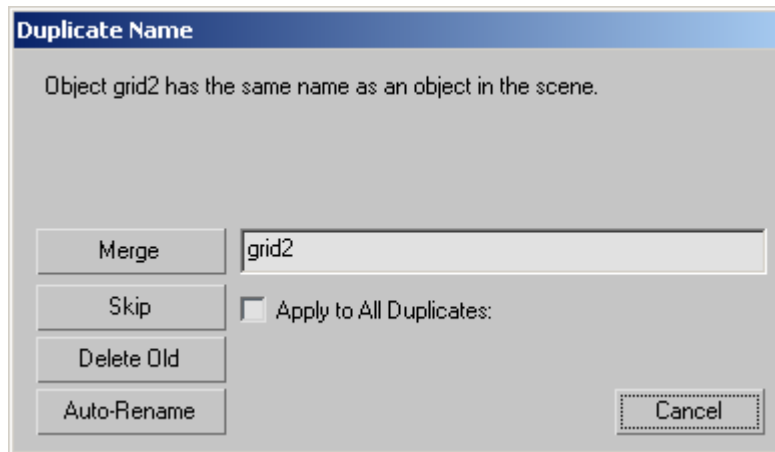 Duplicate Name
Object grid2 has the same name as an object in the scene.
Merge
grid2
Skip
Apply to All Duplicates:
Delete Old
Auto-Rename
Cancel